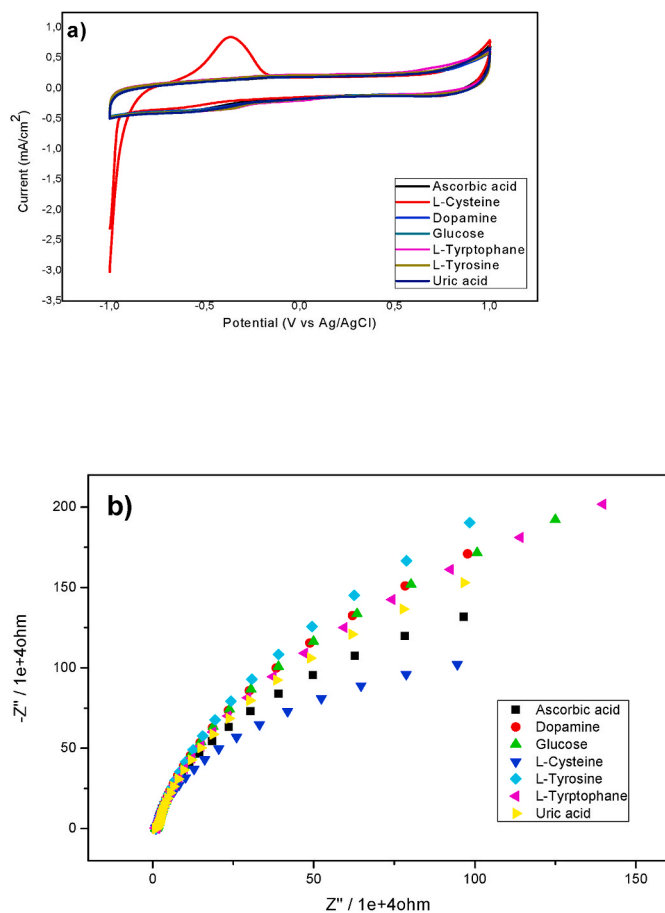 a)
1,0
0,5
0,0
-0,5
-1,0
-1,5
-2,0
-2,5
-3,0
-3,5
Current (mA/cm²)
Ascorbic acid
L-Cysteine
Dopamine
Glucose
L-Tyrptophane
L-Tyrosine
Uric acid
-1,0 -0,5 0,0 0,5 1,0
Potential (V vs Ag/AgCl)
b)
200
150
100
50
0
-Z'' / 1e+4ohm
Ascorbic acid
Dopamine
Glucose
L-Cysteine
L-Tyrosine
L-Tyrptophane
Uric acid
0 50 100 150
Z'' / 1e+4ohm